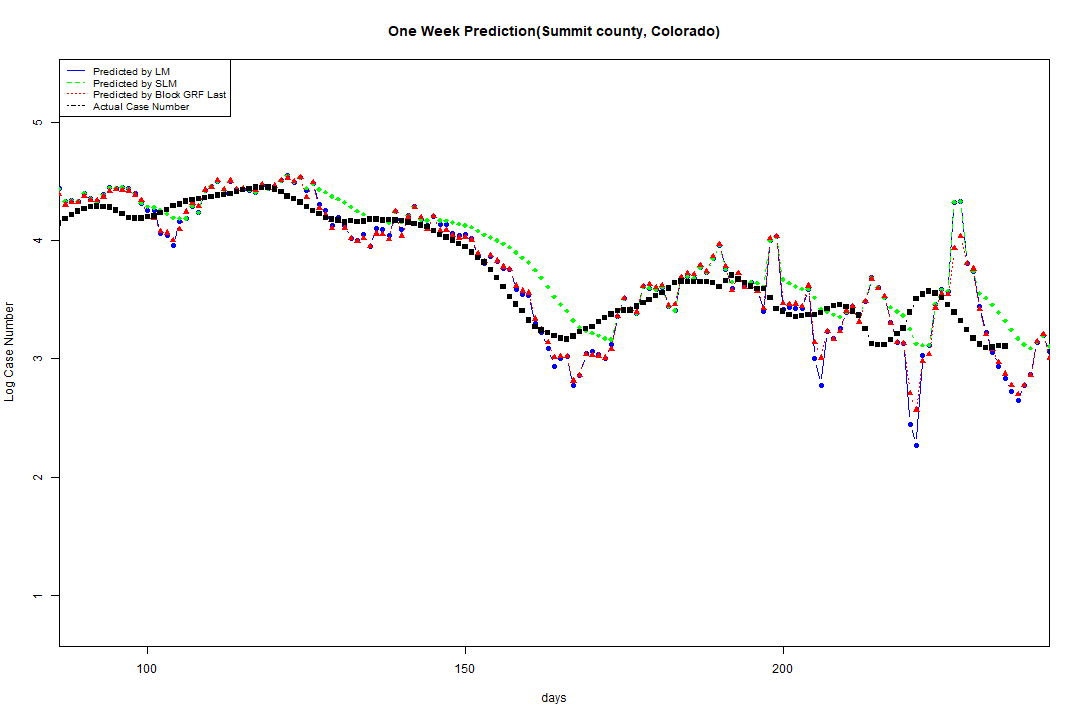 One Week Prediction(Summit county, Colorado)
Predicted by LM
Predicted by SLM
Predicted by Block GRF Last
Actual Case Number
5
4
3
2
1
Log Case Number
100 150 200
days